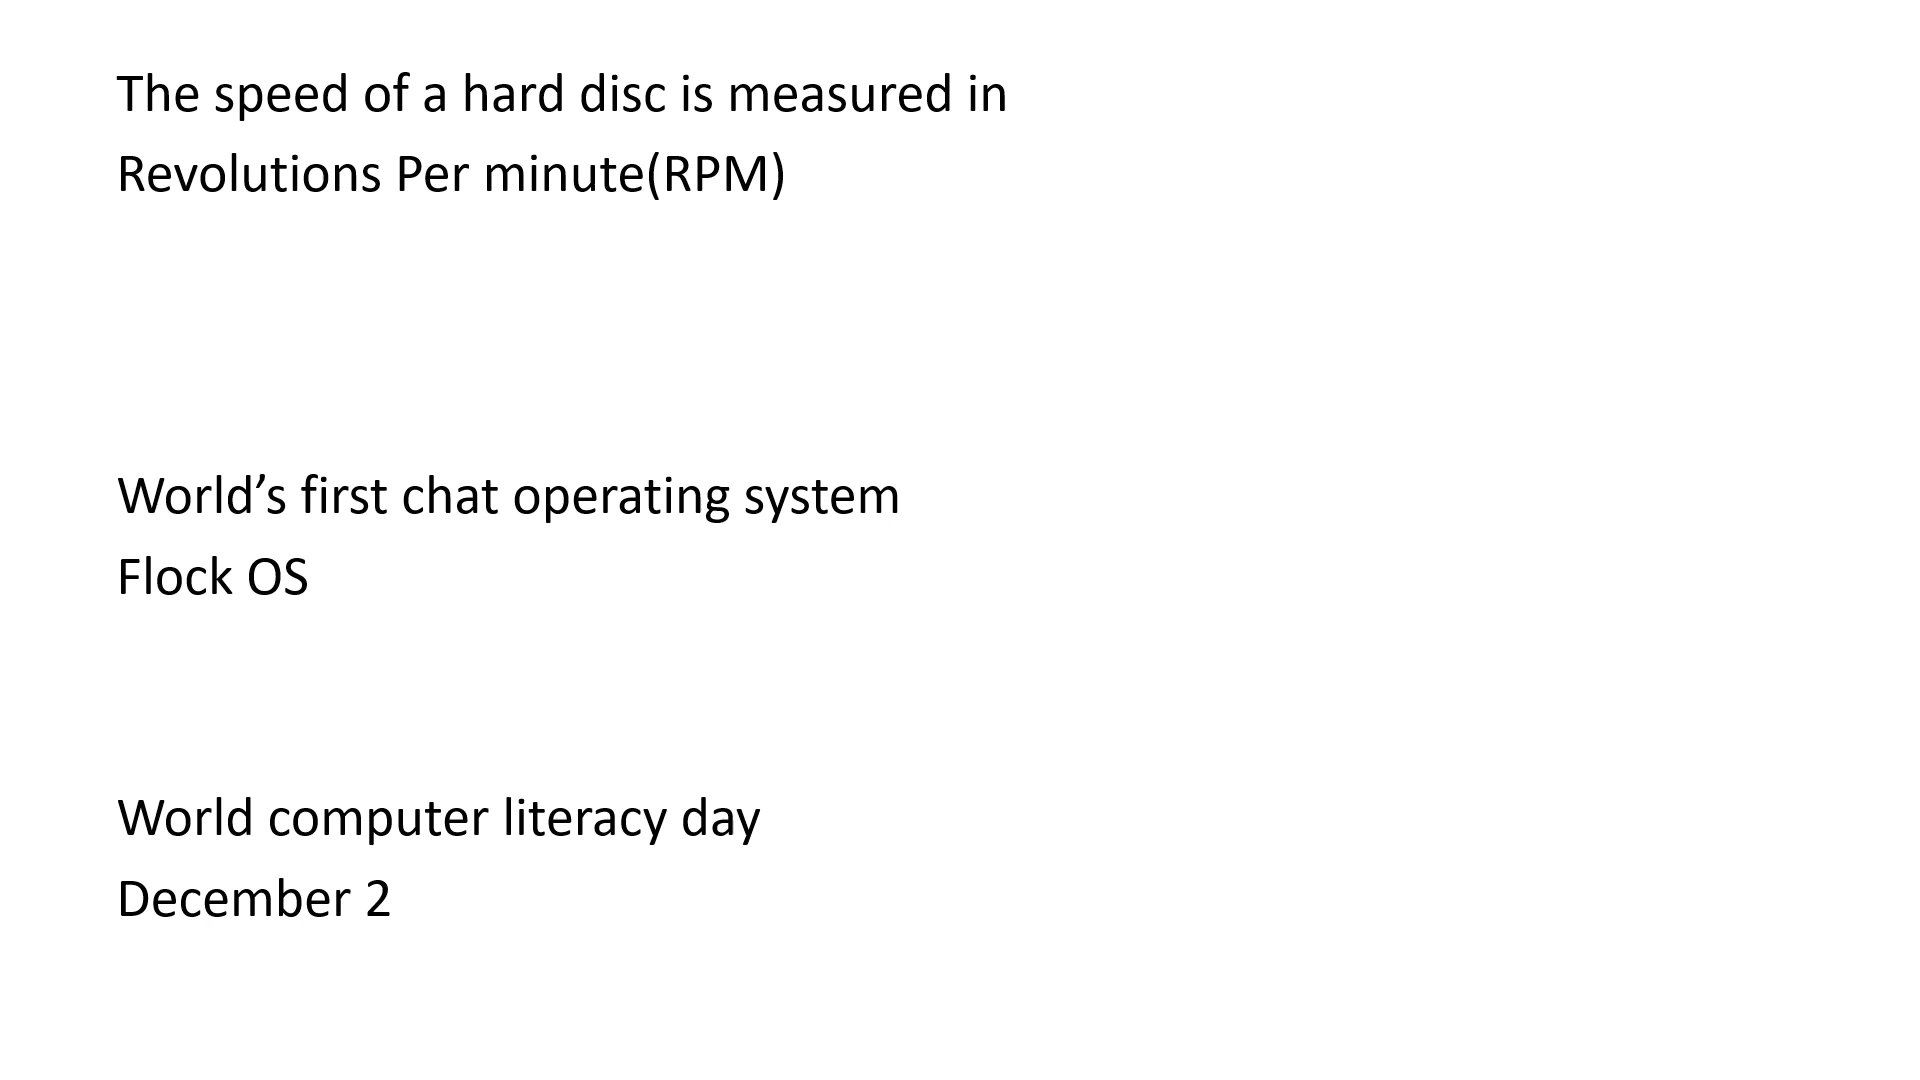 The speed of a hard disc is measured in
Revolutions Per minute(RPM)
World’s first chat operating system
Flock OS
World computer literacy day
December 2